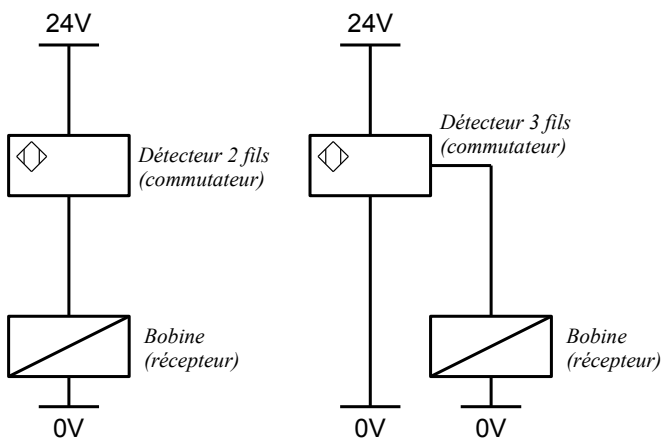 24V
Détecteur 2 fils
(commutateur)
Bobine
(récepteur)
0V
24V
Détecteur 3 fils
(commutateur)
Bobine
(récepteur)
0V
0V